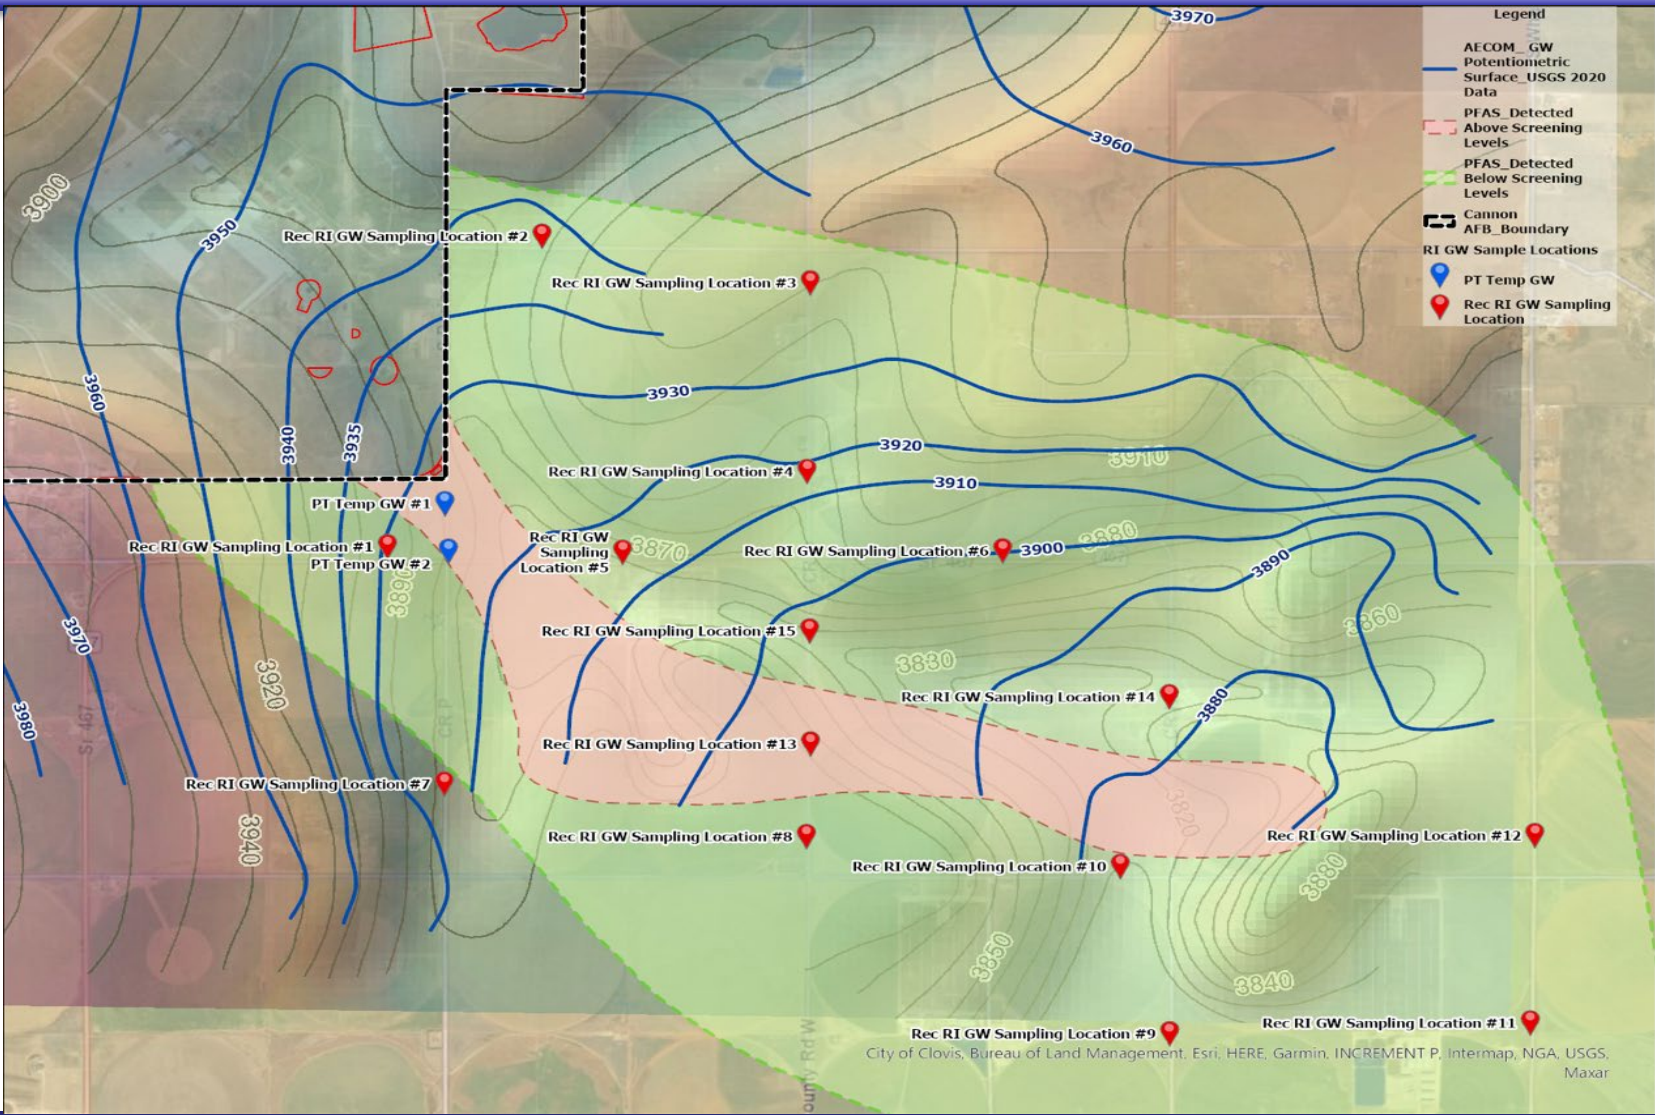 3970
Legend
AECOM_ GW
Potentiometric
Surface_USGS 2020
Data
PFAS_Detected
Above Screening
Levels
PFAS_Detected
Below Screening
Levels
Cannon
AFB_Boundary
RI GW Sample Locations
PT Temp GW
Rec RI GW Sampling
Location
3960
3900
3950
Rec RI GW Sampling Location #2
Rec RI GW Sampling Location #3
3960
3930
3940
3935
3920
3910
Rec RI GW Sampling Location #4
3910
PT Temp GW #1
Rec RI GW Sampling Location #1
PT Temp GW #2
Rec RI GW
Sampling
Location #5
3870
Rec RI GW Sampling Location #6
3900
3880
3890
3890
3860
3970
Rec RI GW Sampling Location #15
3830
3920
Rec RI GW Sampling Location #14
3880
3980
Sr 467
CR P
Rec RI GW Sampling Location #13
Rec RI GW Sampling Location #7
3820
3940
Rec RI GW Sampling Location #8
Rec RI GW Sampling Location #12
Rec RI GW Sampling Location #10
3880
3850
3840
Rec RI GW Sampling Location #9
Rec RI GW Sampling Location #11
ounty Rd W
City of Clovis, Bureau of Land Management, Esri, HERE, Garmin, INCREMENT P, Intermap, NGA, USGS,
Maxar